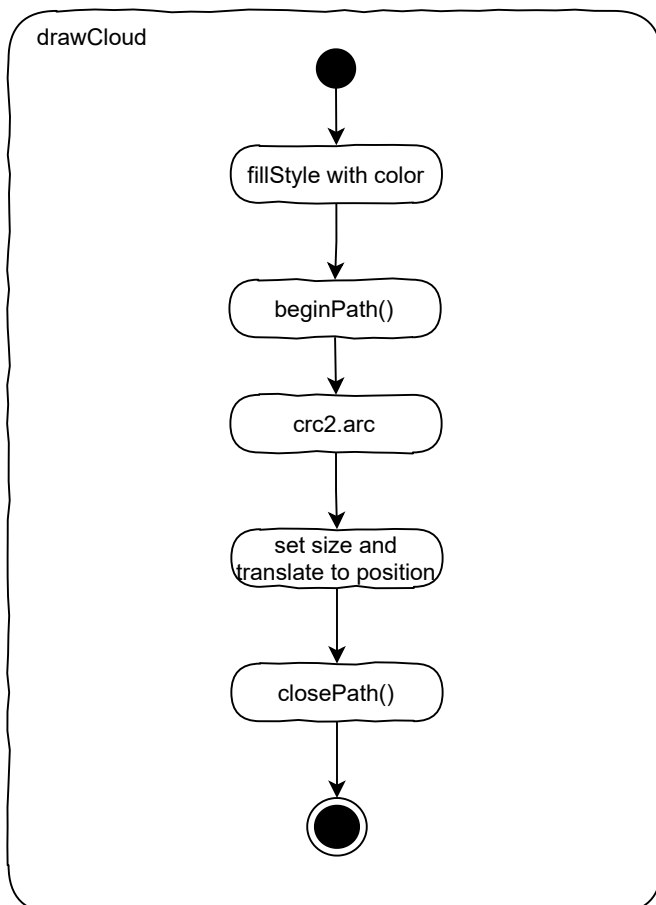 drawCloud
fillStyle with color
beginPath()
crc2.arc
set size and
translate to position
closePath()